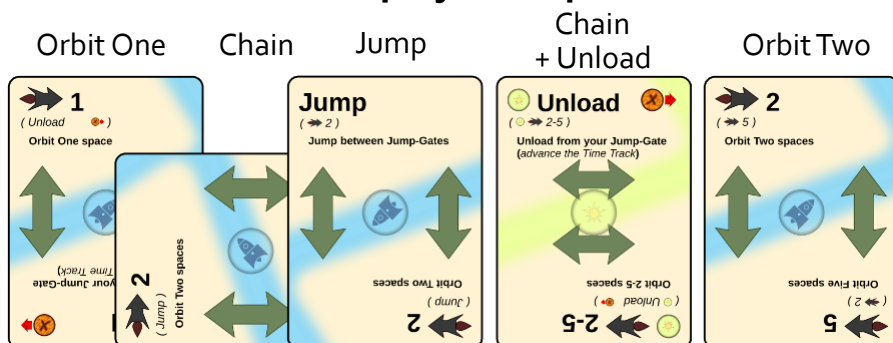 Orbit One
Chain
Jump
Chain
+ Unload
Orbit Two
1
( Unload )
Orbit One space
your Jump-Gate
Time Track)
2
( Jump )
Orbit Two spaces
Jump
( 2 )
Jump between Jump-Gates
Orbit Two spaces
( Jump )
2
Unload
( 2-5 )
Unload from your Jump-Gate
(advance the Time Track)
Orbit 2-5 spaces
( Unload )
2-5
2
( 5 )
Orbit Two spaces
Orbit Five spaces
( 2 )
5